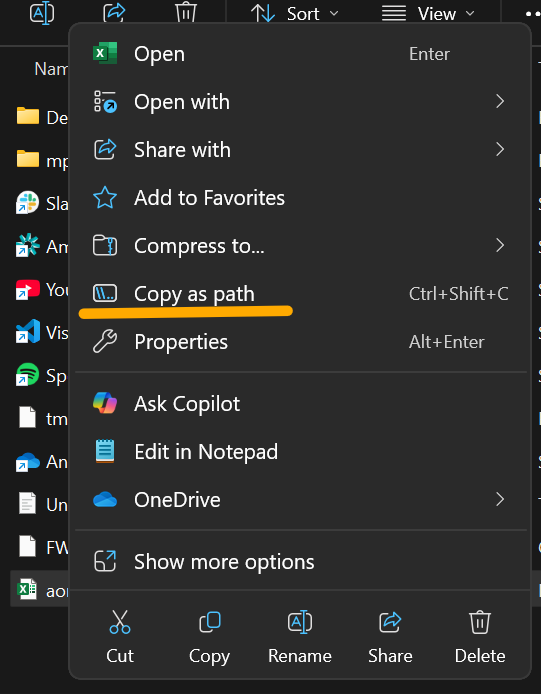 Sort
View
Nam
Open Enter
De
Open with
mp
Share with
Sla
Add to Favorites
Am
Compress to...
You
Copy as path Ctrl+Shift+C
Vis
Properties Alt+Enter
Sp
Ask Copilot
tm
Edit in Notepad
An
OneDrive
Un
FW
Show more options
aor
Cut Copy Rename Share Delete